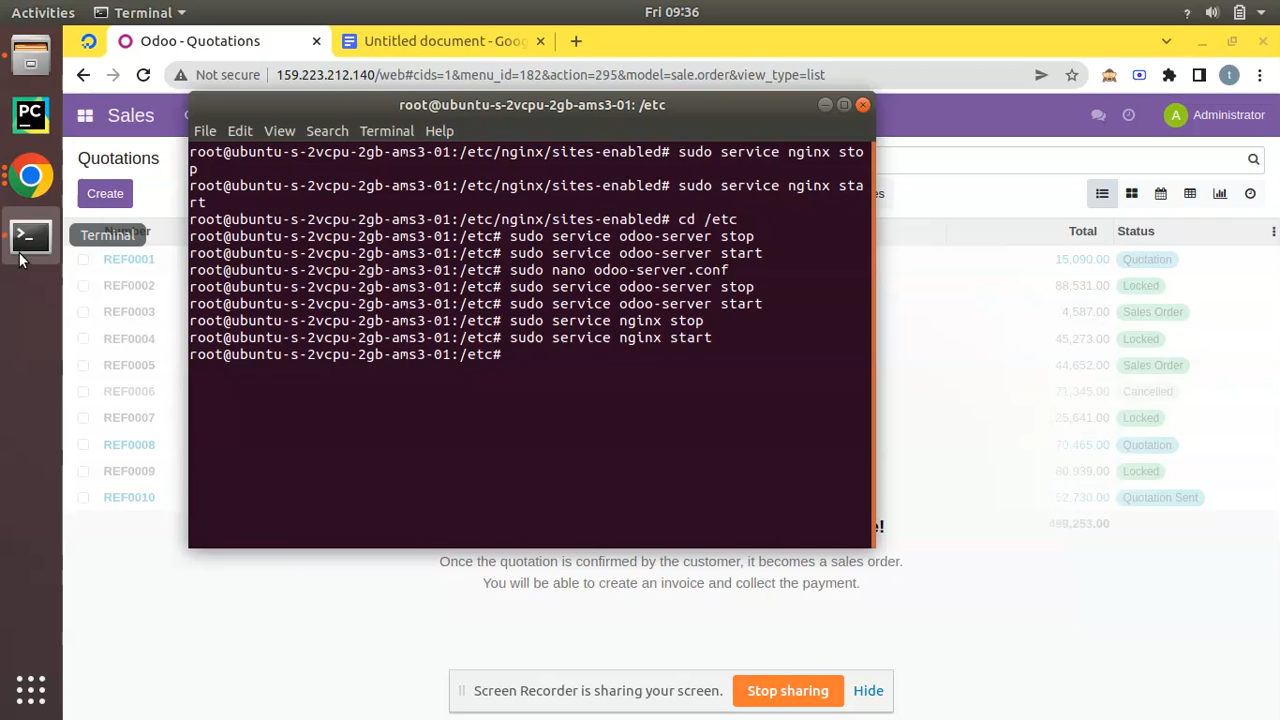 Activities
Terminal
Fri 09:36
Odoo - Quotations
Untitled document - Goog
Not secure
159.223.212.140/web#cids=1&menu_id=182&action=295&model=sale.order&view_type=list
t
Sales
A
Administrator
root@ubuntu-s-2vcpu-2gb-ams3-01: /etc
File Edit View Search Terminal Help
root@ubuntu-s-2vcpu-2gb-ams3-01:/etc/nginx/sites-enabled# sudo service nginx sto
p
root@ubuntu-s-2vcpu-2gb-ams3-01:/etc/nginx/sites-enabled# sudo service nginx sta
rt
root@ubuntu-s-2vcpu-2gb-ams3-01:/etc/nginx/sites-enabled# cd /etc
root@ubuntu-s-2vcpu-2gb-ams3-01:/etc# sudo service odoo-server stop
root@ubuntu-s-2vcpu-2gb-ams3-01:/etc# sudo service odoo-server start
root@ubuntu-s-2vcpu-2gb-ams3-01:/etc# sudo nano odoo-server.conf
root@ubuntu-s-2vcpu-2gb-ams3-01:/etc# sudo service odoo-server stop
root@ubuntu-s-2vcpu-2gb-ams3-01:/etc# sudo service odoo-server start
root@ubuntu-s-2vcpu-2gb-ams3-01:/etc# sudo service nginx stop
root@ubuntu-s-2vcpu-2gb-ams3-01:/etc# sudo service nginx start
root@ubuntu-s-2vcpu-2gb-ams3-01:/etc#
Quotations
Create
PC
Terminal
Total Status
REF0001 15,090.00 Quotation
REF0002 88,531.00 Locked
REF0003 4,587.00 Sales Order
REF0004 45,273.00 Locked
REF0005 44,652.00 Sales Order
REF0006 71,345.00 Cancelled
REF0007 25,641.00 Locked
REF0008 70,465.00 Quotation
REF0009 80,939.00 Locked
REF0010 52,730.00 Quotation Sent
Once the quotation is confirmed by the customer, it becomes a sales order.
You will be able to create an invoice and collect the payment.
Screen Recorder is sharing your screen.
Stop sharing
Hide